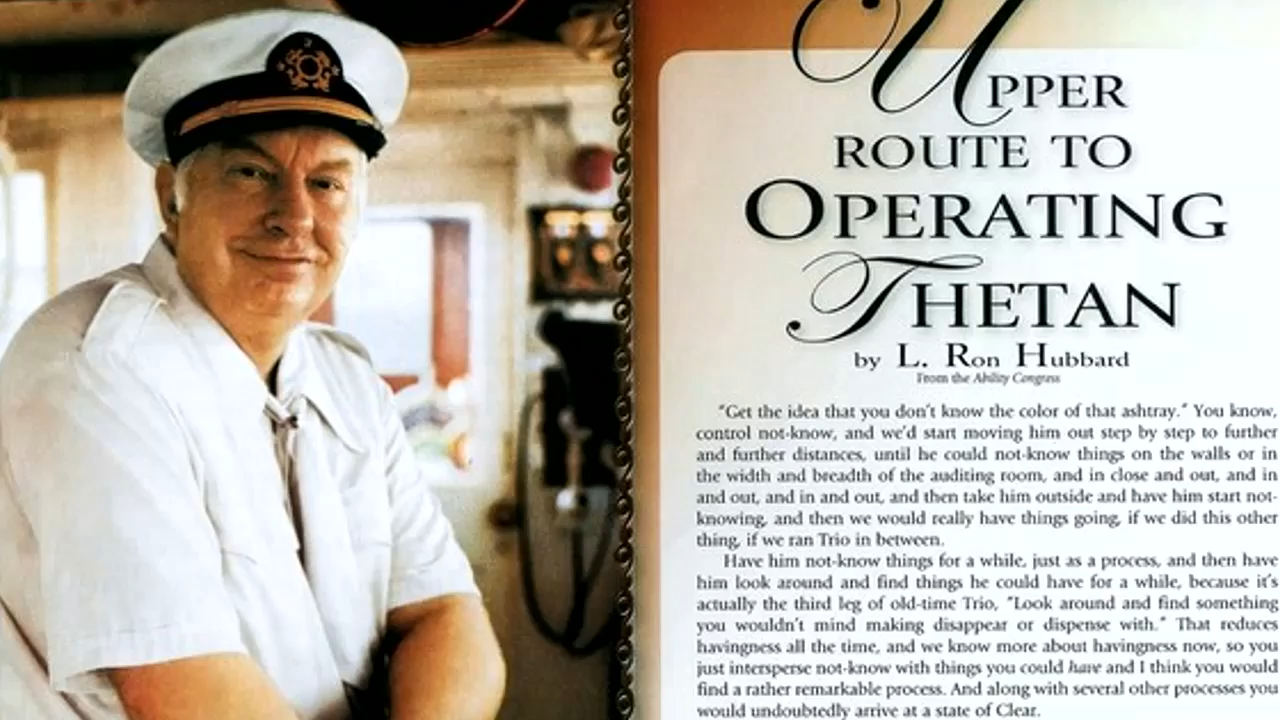 Upper
route to
Operating
Thetan
by L. Ron Hubbard
From the Ability Congress
"Get the idea that you don't know the color of that ashtray." You know,
control not-know, and we'd start moving him out step by step to further
and further distances, until he could not-know things on the walls or in
the width and breadth of the auditing room, and in close and out, and in
and out, and in and out, and then take him outside and have him start not-
knowing, and then we would really have things going, if we did this other
thing, if we ran Trio in between.
Have him not-know things for a while, just as a process, and then have
him look around and find things he could have for a while, because it's
actually the third leg of old-time Trio, "Look around and find something
you wouldn't mind making disappear or dispense with." That reduces
havingness all the time, and we know more about havingness now, so you
just intersperse not-know with things you could have and I think you would
find a rather remarkable process. And along with several other processes you
would undoubtedly arrive at a state of Clear.